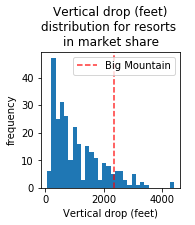 Vertical drop (feet)
distribution for resorts
in market share
Big Mountain
frequency
40
30
20
10
0
0
2000
4000
Vertical drop (feet)